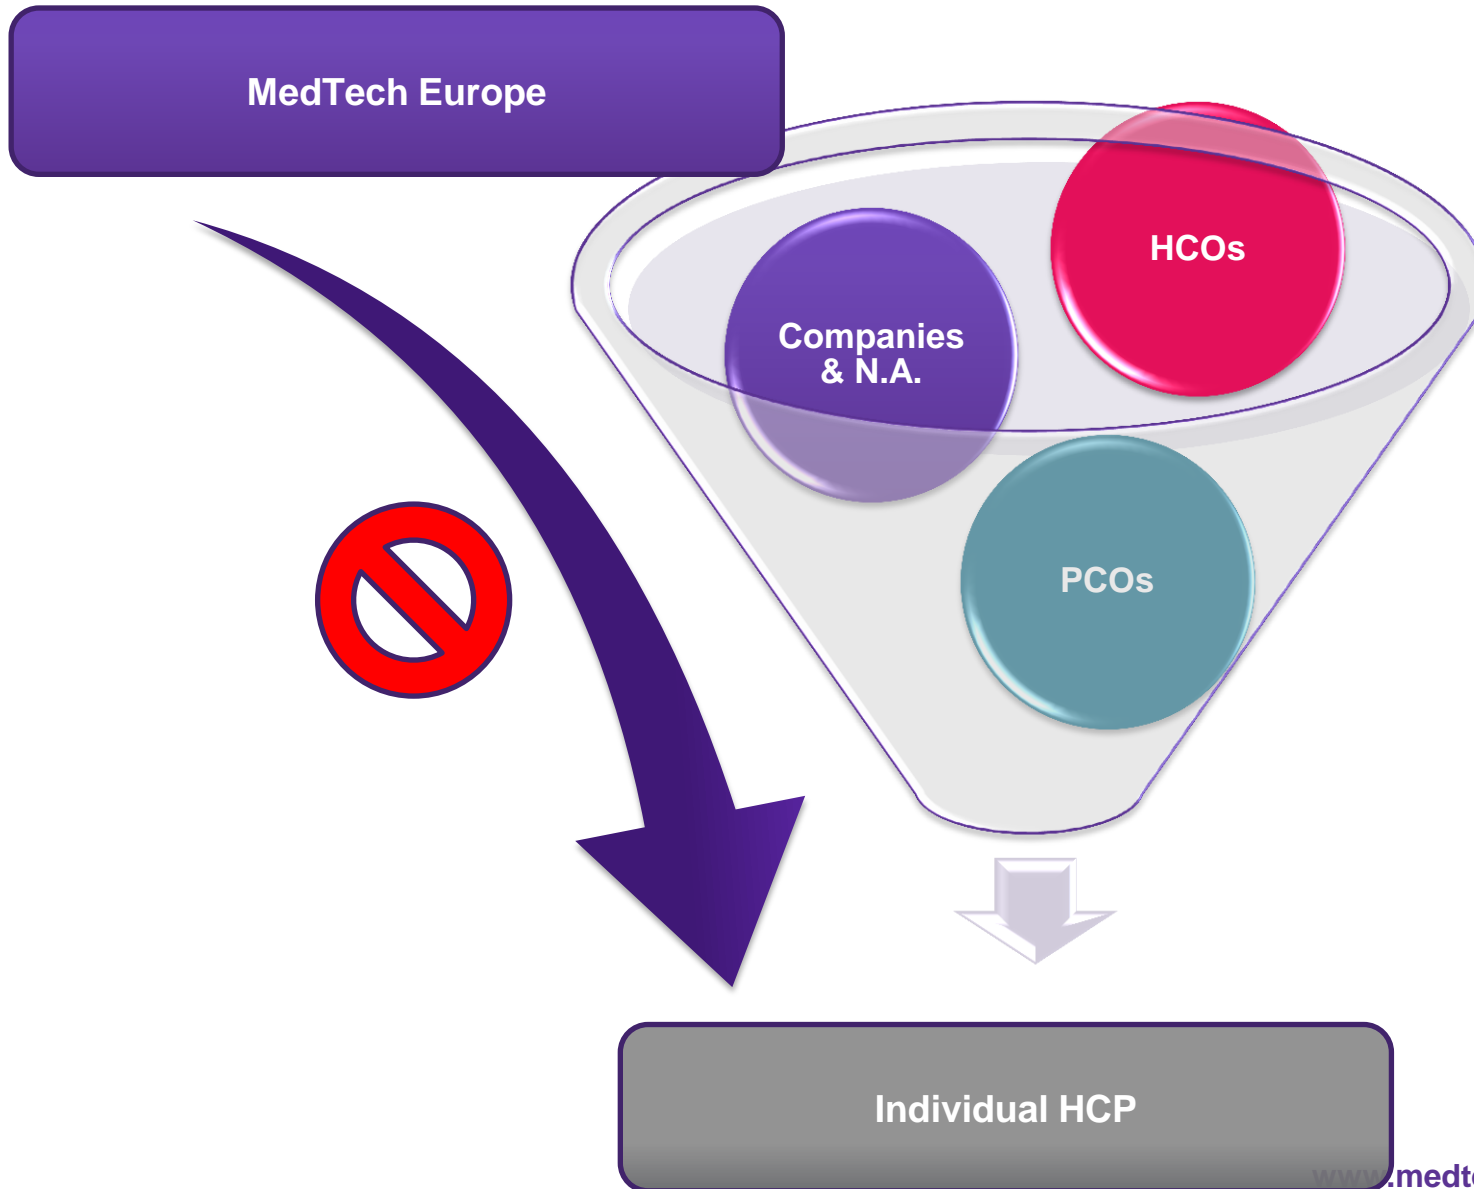 MedTech Europe
HCOs
Companies
& N.A.
PCOs
Individual HCP